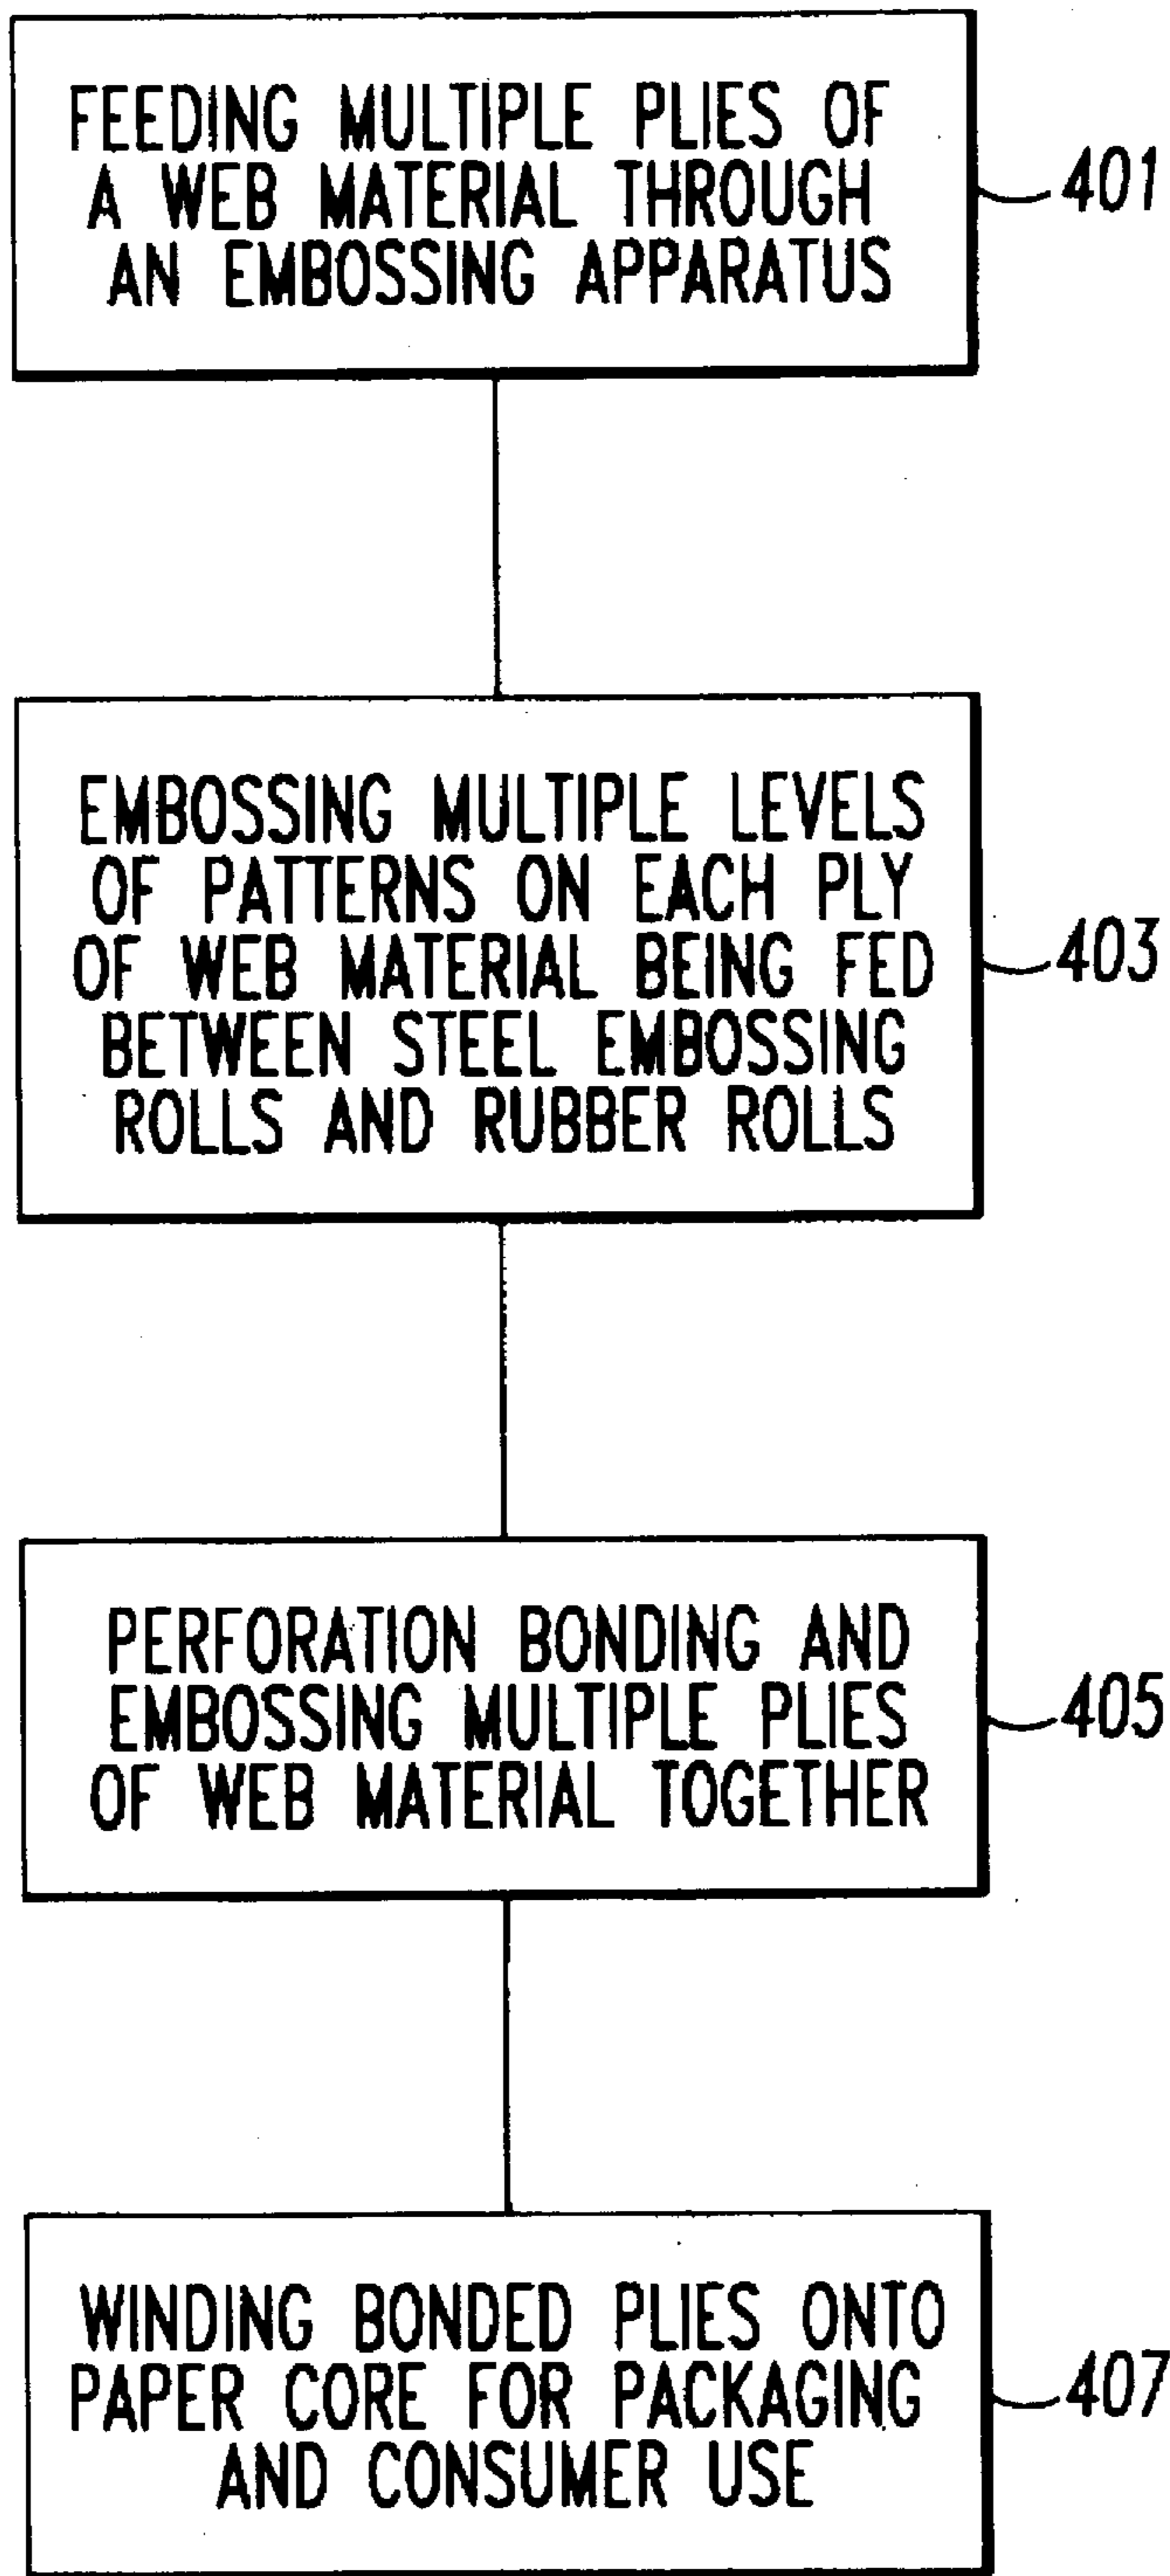 FEEDING MULTIPLE PLIES OF
A WEB MATERIAL THROUGH
AN EMBOSSING APPARATUS
401
EMBOSSING MULTIPLE LEVELS
OF PATTERNS ON EACH PLY
OF WEB MATERIAL BEING FED
BETWEEN STEEL EMBOSSING
ROLLS AND RUBBER ROLLS
403
PERFORATION BONDING AND
EMBOSSING MULTIPLE PLIES
OF WEB MATERIAL TOGETHER
405
WINDING BONDED PLIES ONTO
PAPER CORE FOR PACKAGING
AND CONSUMER USE
407